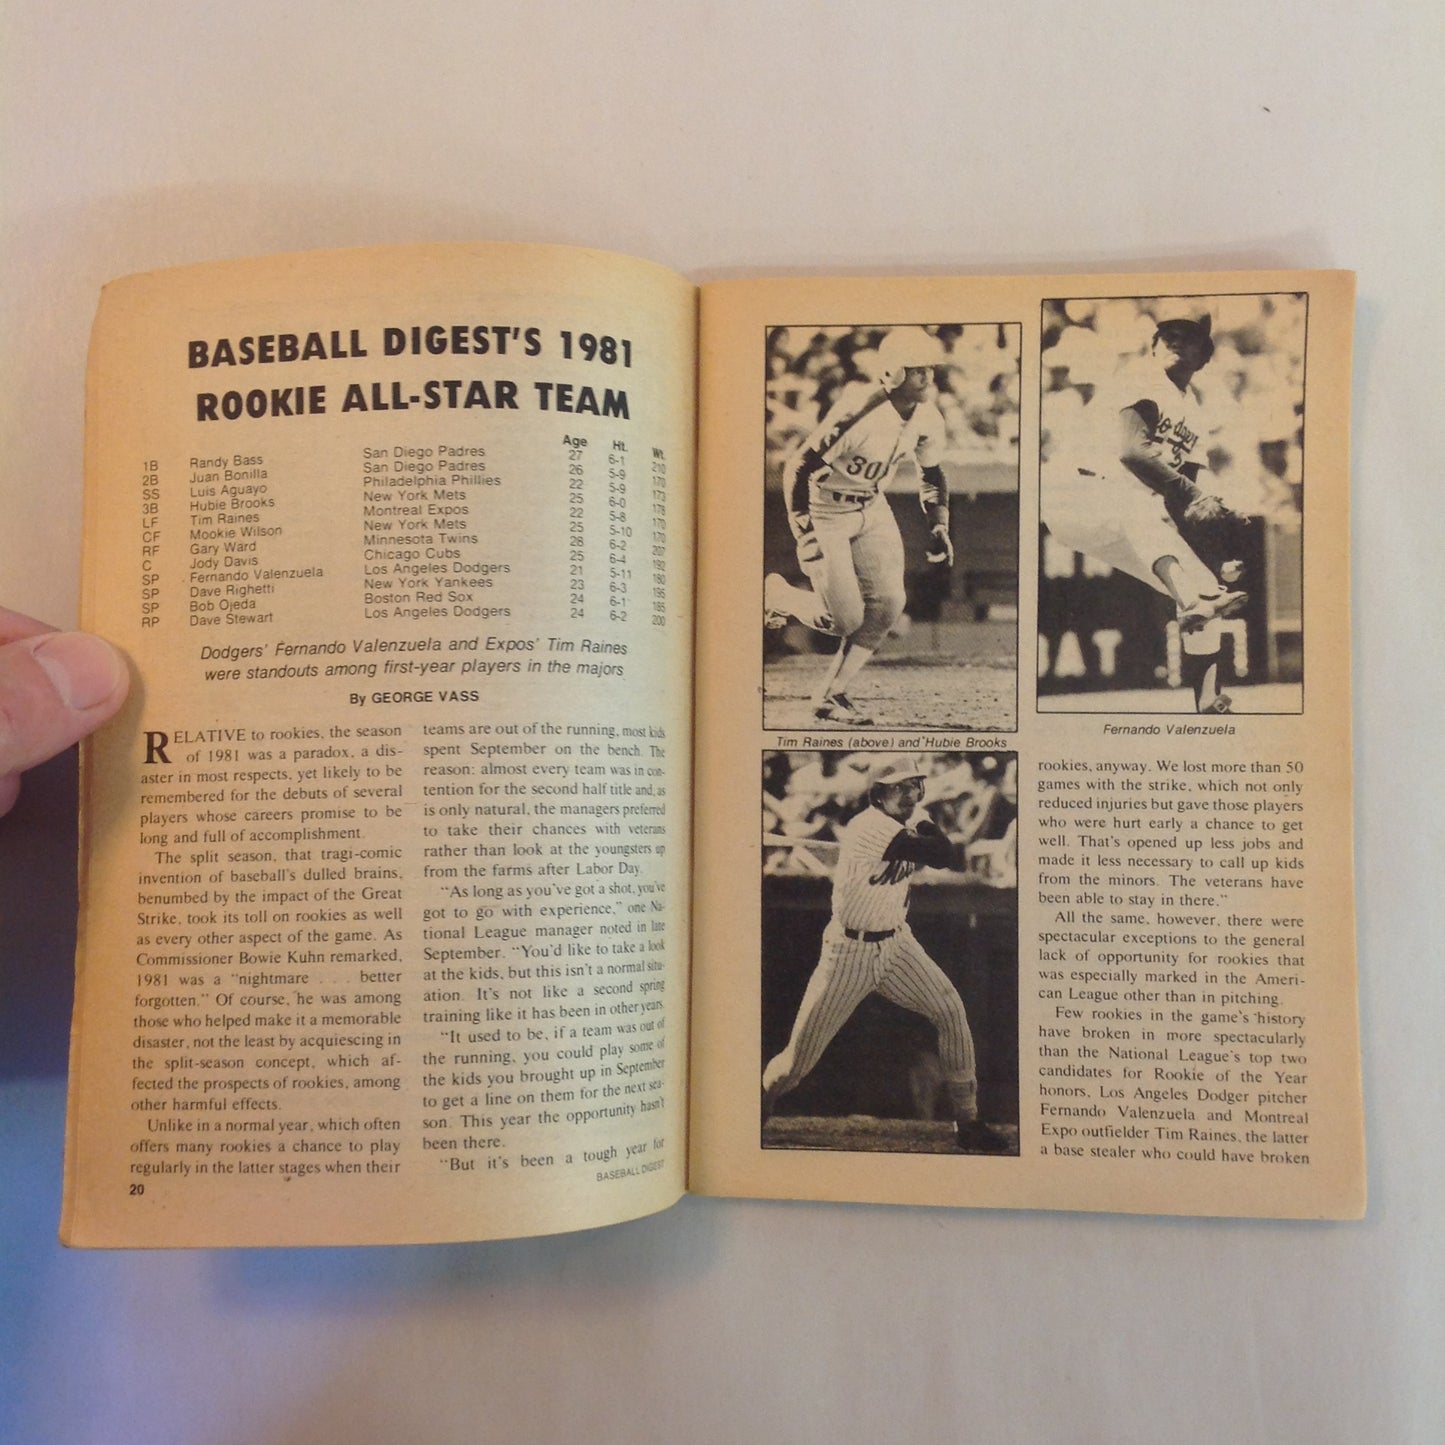 BASEBALL DIGEST'S 1981
ROOKIE ALL-STAR TEAM
Age Ht. Wt.
1B Randy Bass San Diego Padres 27 6-1 210
2B Juan Bonilla San Diego Padres 26 5-9 170
SS Luis Aguayo Philadelphia Phillies 22 5-9 173
3B Hubie Brooks New York Mets 25 6-0 178
LF Tim Raines Montreal Expos 22 5-8 170
CF Mookie Wilson New York Mets 25 5-10 170
RF Gary Ward Minnesota Twins 28 6-2 207
C Jody Davis Chicago Cubs 25 6-4 192
SP Fernando Valenzuela Los Angeles Dodgers 21 5-11 180
SP Dave Righetti New York Yankees 23 6-3 195
SP Bob Ojeda Boston Red Sox 24 6-1 185
RP Dave Stewart Los Angeles Dodgers 24 6-2 200
Dodgers' Fernando Valenzuela and Expos' Tim Raines
were standouts among first-year players in the majors
By GEORGE VASS
RELATIVE to rookies, the season
of 1981 was a paradox, a dis-
aster in most respects, yet likely to be
remembered for the debuts of several
players whose careers promise to be
long and full of accomplishment.
The split season, that tragi-comic
invention of baseball's dulled brains,
benumbed by the impact of the Great
Strike, took its toll on rookies as well
as every other aspect of the game. As
Commissioner Bowie Kuhn remarked,
1981 was a "nightmare . . . better
forgotten." Of course, he was among
those who helped make it a memorable
disaster, not the least by acquiescing in
the split-season concept, which af-
fected the prospects of rookies, among
other harmful effects.
Unlike in a normal year, which often
offers many rookies a chance to play
regularly in the latter stages when their
20
teams are out of the running, most kids
spent September on the bench. The
reason: almost every team was in con-
tention for the second half title and, as
is only natural, the managers preferred
to take their chances with veterans
rather than look at the youngsters up
from the farms after Labor Day.
"As long as you've got a shot, you've
got to go with experience," one Na-
tional League manager noted in late
September. "You'd like to take a look
at the kids, but this isn't a normal situ-
ation. It's not like a second spring
training like it has been in other years.
"It used to be, if a team was out of
the running, you could play some of
the kids you brought up in September
to get a line on them for the next sea-
son. This year the opportunity hasn't
been there.
"But it's been a tough year for
BASEBALL DIGEST
30
Tim Raines (above) and Hubie Brooks
Mets
Dodgers
Fernando Valenzuela
rookies, anyway. We lost more than 50
games with the strike, which not only
reduced injuries but gave those players
who were hurt early a chance to get
well. That's opened up less jobs and
made it less necessary to call up kids
from the minors. The veterans have
been able to stay in there."
All the same, however, there were
spectacular exceptions to the general
lack of opportunity for rookies that
was especially marked in the Ameri-
can League other than in pitching.
Few rookies in the game's history
have broken in more spectacularly
than the National League's top two
candidates for Rookie of the Year
honors, Los Angeles Dodger pitcher
Fernando Valenzuela and Montreal
Expo outfielder Tim Raines, the latter
a base stealer who could have broken